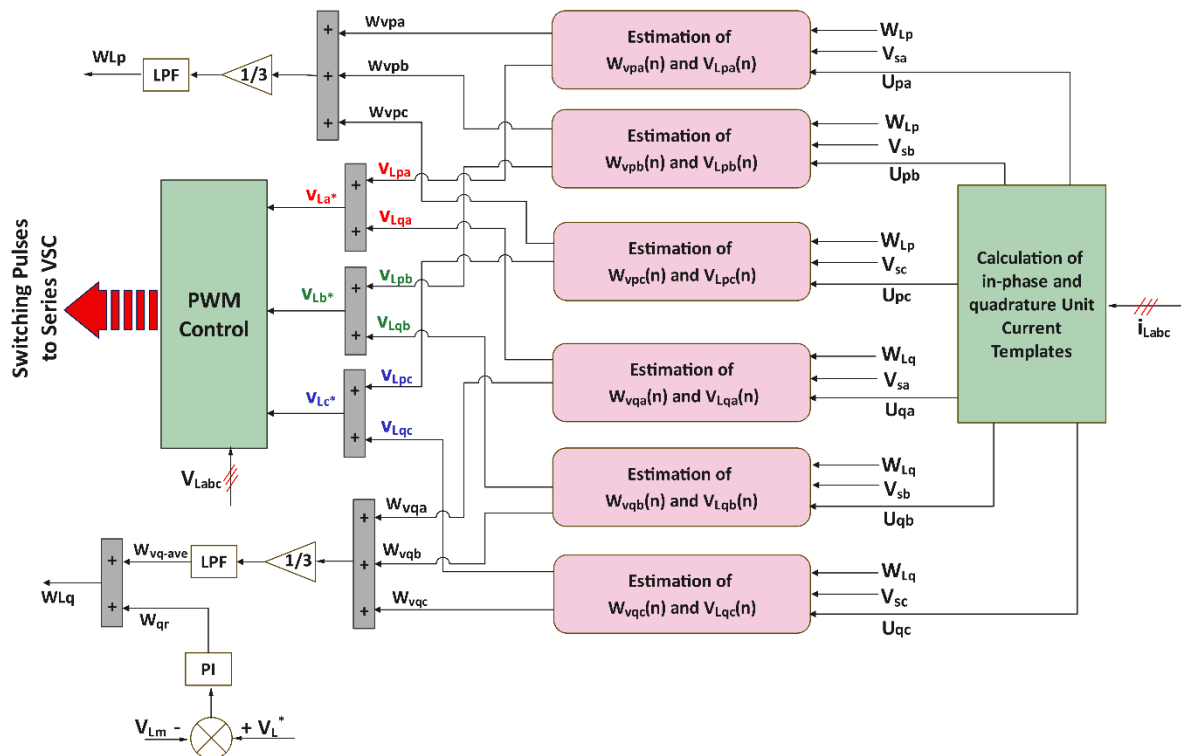 Wvpa
Estimation of
Wvpa(n) and VLpa(n)
WLp
Vsa
Upa
WLp
LPF
1/3
+
+
+
Wvpb
Wvpc
Estimation of
Wvpb(n) and VLpb(n)
WLp
Vsb
Upb
Switching Pulses
to Series VSC
PWM
Control
VLabc
vLa*
+
+
vLpa
vLqa
vLb*
+
+
vLpb
vLqb
vLc*
+
+
vLpc
vLqc
Estimation of
Wvpc(n) and VLpc(n)
WLp
Vsc
Upc
Calculation of
in-phase and
quadrature Unit
Current
Templates
iLabc
Estimation of
Wvqa(n) and VLqa(n)
WLq
Vsa
Uqa
Estimation of
Wvqb(n) and VLqb(n)
WLq
Vsb
Uqb
Estimation of
Wvqc(n) and VLqc(n)
WLq
Vsc
Uqc
+
+
+
Wvqa
Wvqb
Wvqc
1/3
LPF
Wvq-ave
+
+
WLq
Wqr
PI
VLm -
+ VL*